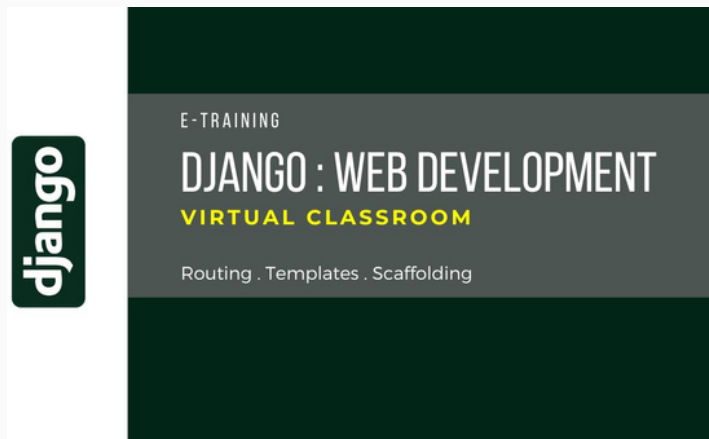 django
E-TRAINING
DJANGO : WEB DEVELOPMENT
VIRTUAL CLASSROOM
Routing . Templates . Scaffolding